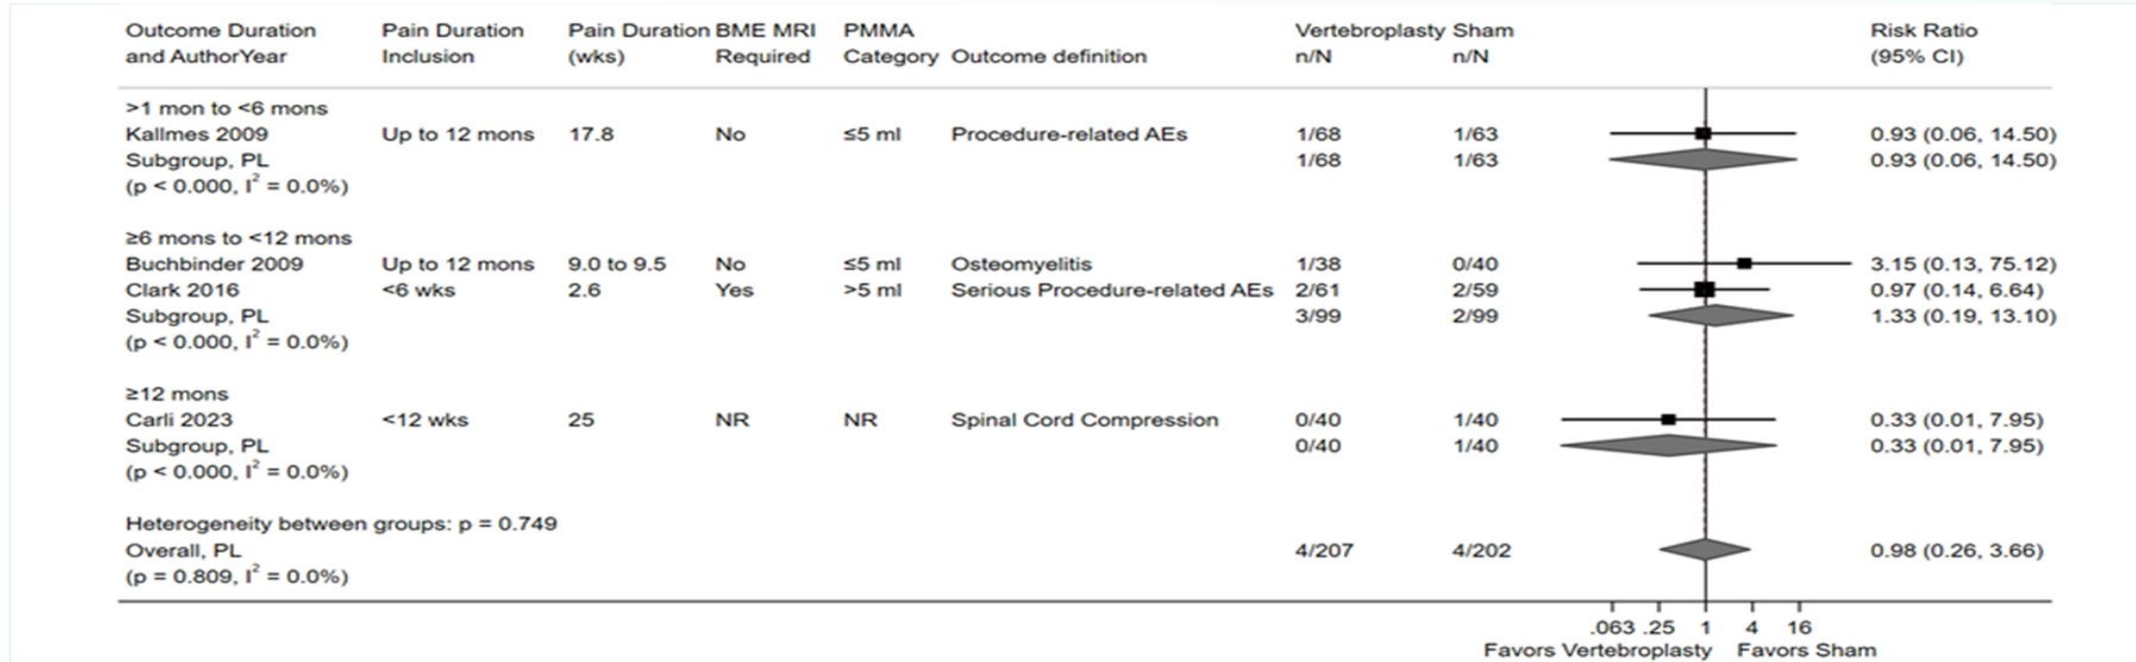 Outcome Duration Pain Duration Pain Duration BME MRI PMMA Vertebroplasty Sham Risk Ratio
and AuthorYear Inclusion (wks) Required Category Outcome definition n/N n/N (95% CI)
>1 mon to <6 mons
Kallmes 2009 Up to 12 mons 17.8 No ≤5 ml Procedure-related AEs 1/68 1/63 0.93 (0.06, 14.50)
Subgroup, PL 1/68 1/63 0.93 (0.06, 14.50)
(p < 0.000, I² = 0.0%)
≥6 mons to <12 mons
Buchbinder 2009 Up to 12 mons 9.0 to 9.5 No ≤5 ml Osteomyelitis 1/38 0/40 3.15 (0.13, 75.12)
Clark 2016 <6 wks 2.6 Yes >5 ml Serious Procedure-related AEs 2/61 2/59 0.97 (0.14, 6.64)
Subgroup, PL 3/99 2/99 1.33 (0.19, 13.10)
(p < 0.000, I² = 0.0%)
≥12 mons
Carli 2023 <12 wks 25 NR NR Spinal Cord Compression 0/40 1/40 0.33 (0.01, 7.95)
Subgroup, PL 0/40 1/40 0.33 (0.01, 7.95)
(p < 0.000, I² = 0.0%)
Heterogeneity between groups: p = 0.749
Overall, PL 4/207 4/202 0.98 (0.26, 3.66)
(p = 0.809, I² = 0.0%)
.063 .25 1 4 16
Favors Vertebroplasty Favors Sham